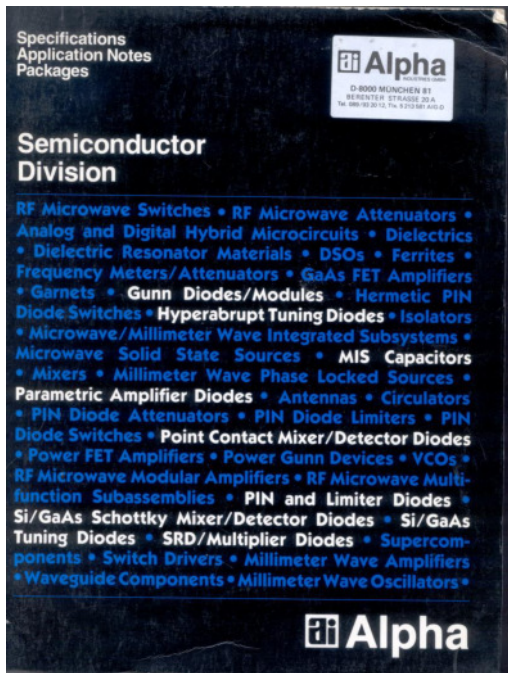 Specifications
Application Notes
Packages
ai Alpha
INDUSTRIES GMBH
D-8000 MÜNCHEN 81
BERENTER STRASSE 20 A
Semiconductor
Division
RF Microwave Switches • RF Microwave Attenuators •
Analog and Digital Hybrid Microcircuits • Dielectrics
• Dielectric Resonator Materials • DSOs • Ferrites •
Frequency Meters/Attenuators • GaAs FET Amplifiers
• Garnets • Gunn Diodes/Modules • Hermetic PIN
Diode Switches • Hyperabrupt Tuning Diodes • Isolators
• Microwave/Millimeter Wave Integrated Subsystems •
Microwave Solid State Sources • MIS Capacitors
• Mixers • Millimeter Wave Phase Locked Sources •
Parametric Amplifier Diodes • Antennas • Circulators
• PIN Diode Attenuators • PIN Diode Limiters • PIN
Diode Switches • Point Contact Mixer/Detector Diodes
• Power FET Amplifiers • Power Gunn Devices • VCOs •
RF Microwave Modular Amplifiers • RF Microwave Multi-
function Subassemblies • PIN and Limiter Diodes •
Si/GaAs Schottky Mixer/Detector Diodes • Si/GaAs
Tuning Diodes • SRD/Multiplier Diodes • Supercom-
ponents • Switch Drivers • Millimeter Wave Amplifiers
• Waveguide Components • Millimeter Wave Oscillators •
ai Alpha